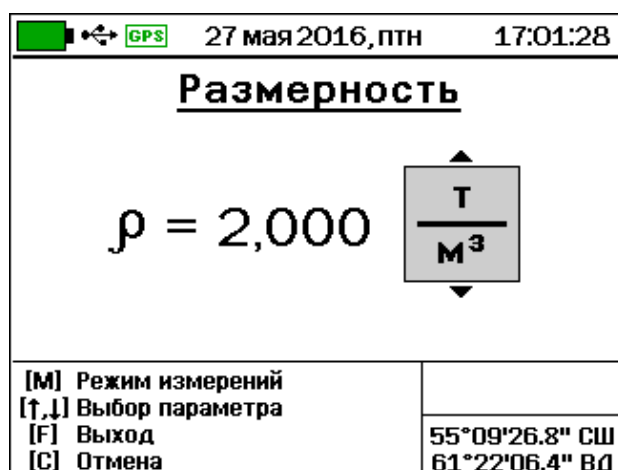 GPS 27 мая 2016, птн 17:01:28
Размерность
ρ = 2,000 т/м³
[М] Режим измерений
[↑,↓] Выбор параметра
[F] Выход
[С] Отмена
55°09'26.8" СШ
61°22'06.4" ВД